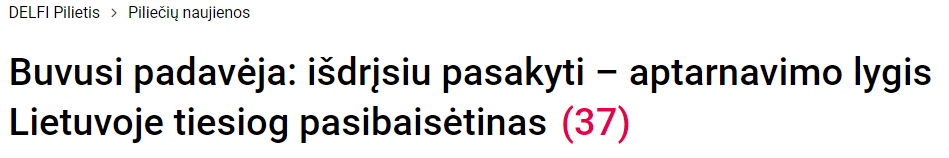 DELFI Pilietis > Piliečių naujienos
Buvusi padavėja: išdrįsiu pasakyti – aptarnavimo lygis
Lietuvoje tiesiog pasibaisėtinas (37)